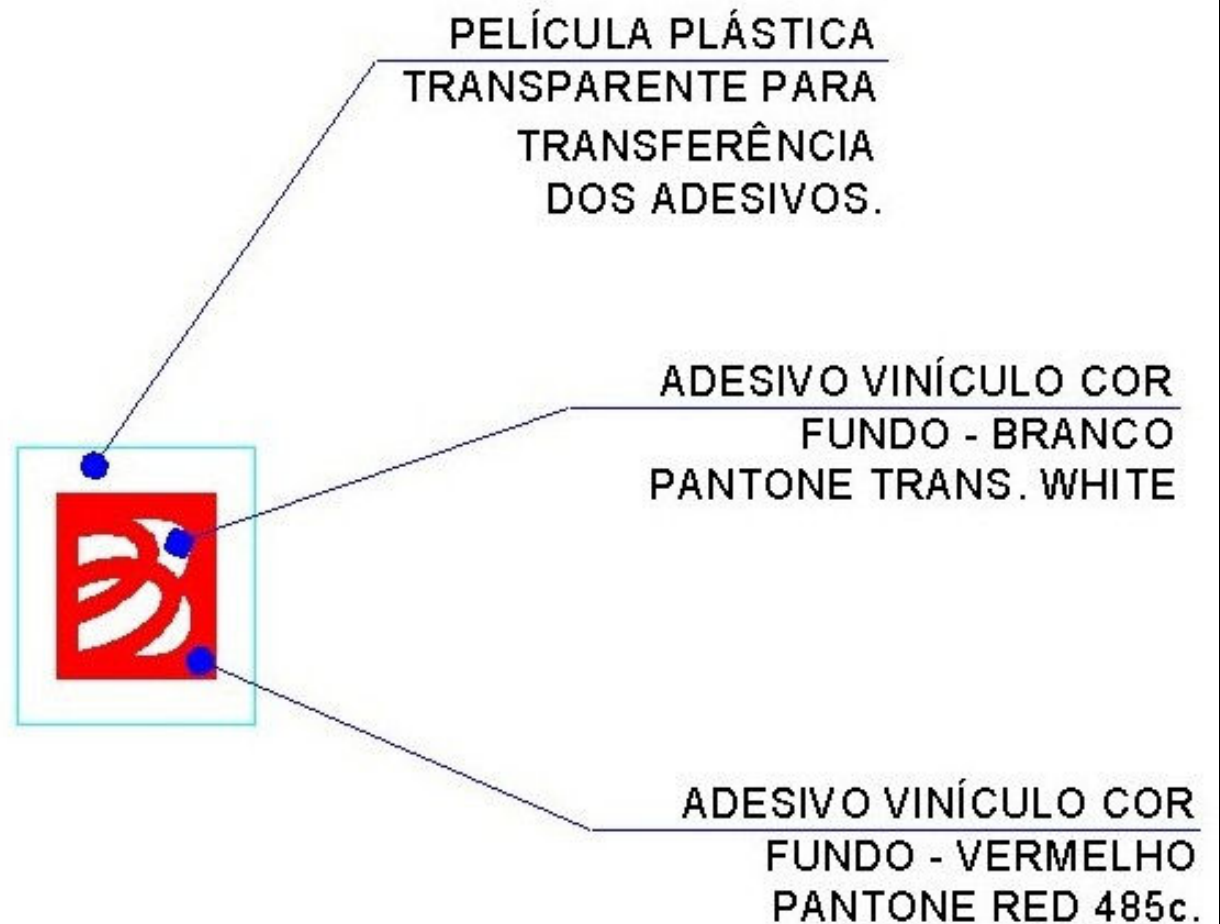 PELÍCULA PLÁSTICA
TRANSPARENTE PARA
TRANSFERÊNCIA
DOS ADESIVOS.
ADESIVO VINÍCULO COR
FUNDO - BRANCO
PANTONE TRANS. WHITE
ADESIVO VINÍCULO COR
FUNDO - VERMELHO
PANTONE RED 485c.